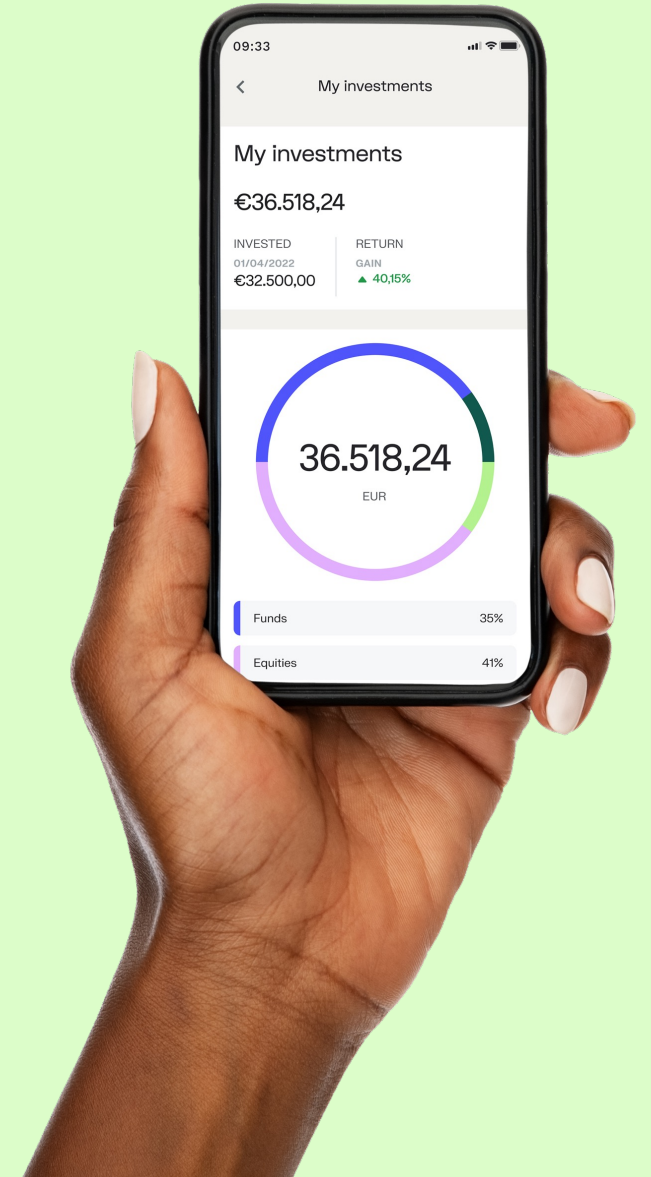 09:33
My investments
My investments
€36.518,24
INVESTED
01/04/2022
€32.500,00
RETURN
GAIN
40,15%
36.518,24
EUR
Funds 35%
Equities 41%